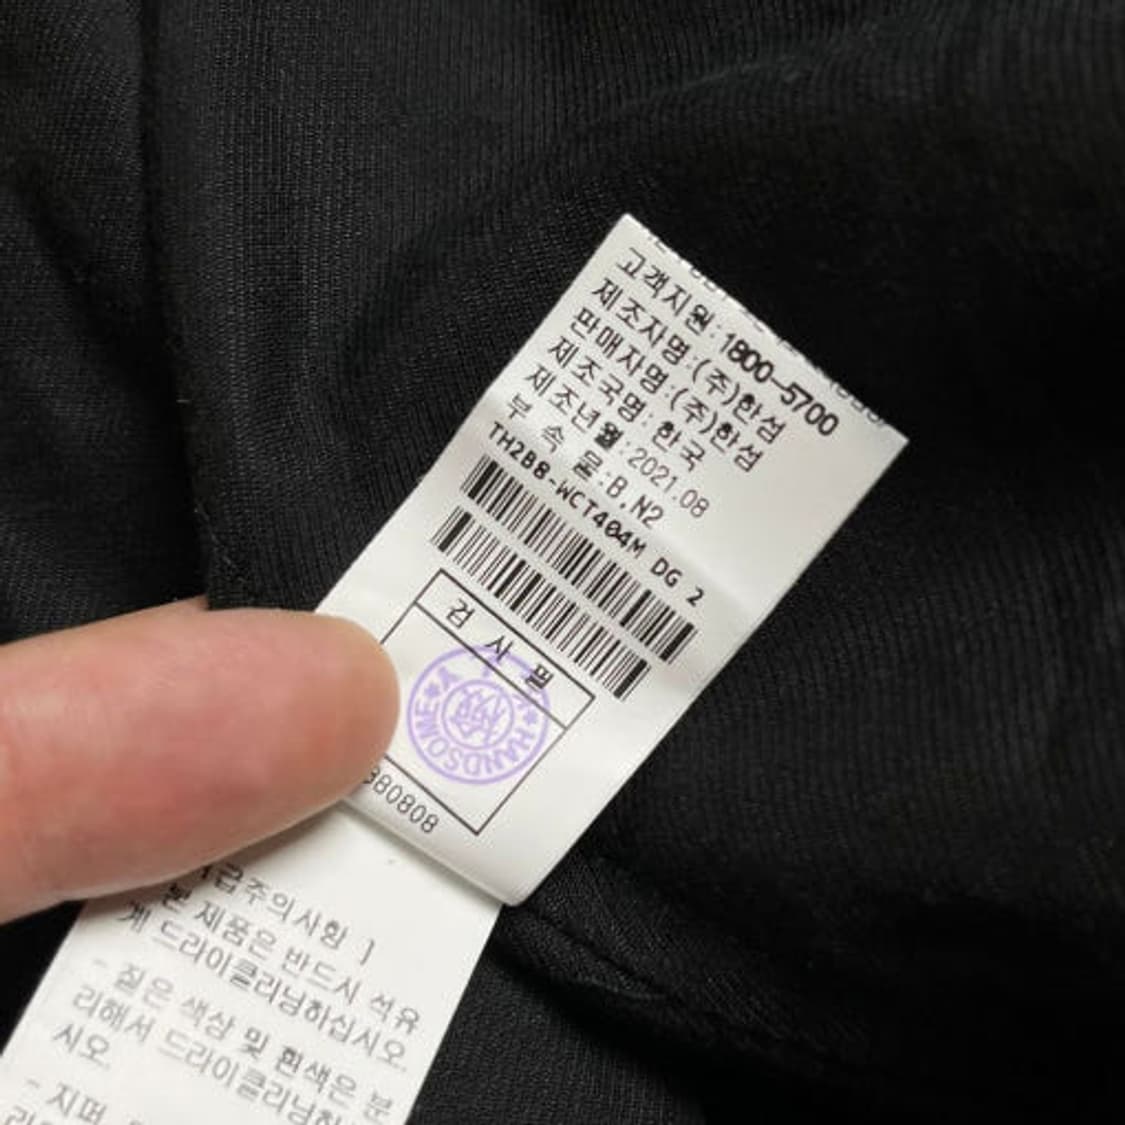 고객지원:1800-5700
제조자명:(주)한섬
판매자명:(주)한섬
제조국명:한국
제조년월:2021.08
부 속 물:B,N2
TH2B8-WCT404M DG 2
검 사 필
HANDSOME
380808
급주의사항 ]
본 제품은 반드시 석유
계 드라이클리닝하십시오.
- 짙은 색상 및 흰색은 분
리해서 드라이클리닝하
시오.
- 지퍼